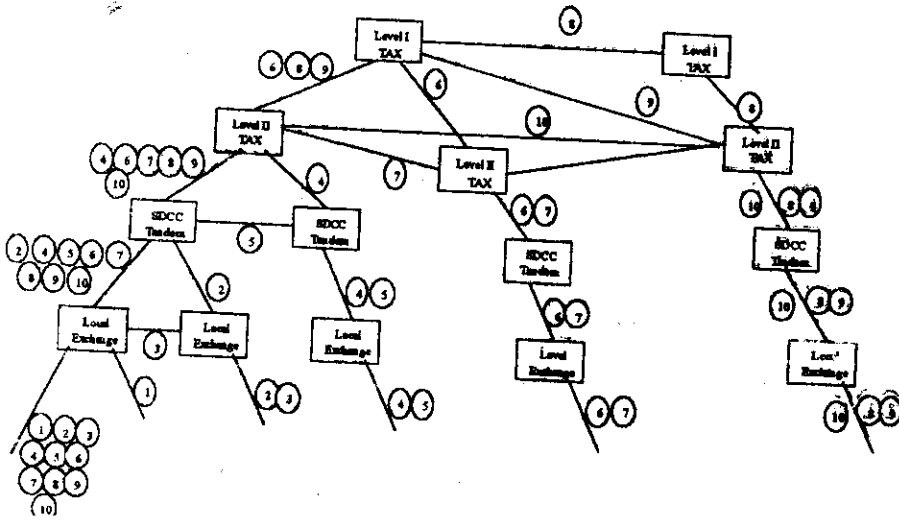 8
Level I
TAX
Level I
TAX
6 8 9
6
9
8
10
Level II
TAX
Level II
TAX
Level II
TAX
4 6 7 8 9
10
4
7
6 7
10 8
SDCC
Tandem
5
SDCC
Tandem
SDCC
Tandem
SDCC
Tandem
2 4 5 6 7
8 9 10
2
4 5
6 7
10 8 9
Local
Exchange
3
Local
Exchange
Local
Exchange
Exchange
Exchange
1
2 3
4 5
6 7
10
1 2 3
4 5 6
7 8 9
10